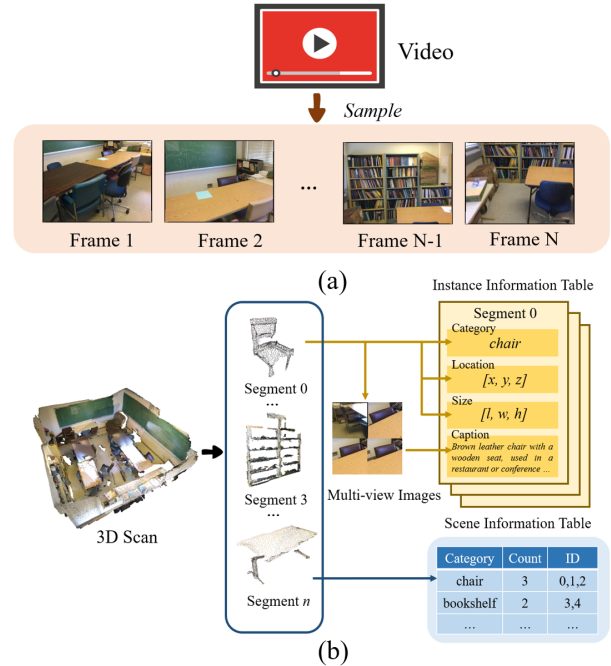 Video
Sample
...
Frame 1
Frame 2
Frame N-1
Frame N
(a)
Instance Information Table
Segment 0
Category
chair
Location
[x, y, z]
Size
[l, w, h]
Caption
Brown leather chair with a
wooden seat, used in a
restaurant or conference ...
Segment 0
...
Segment 3
...
Segment n
Multi-view Images
3D Scan
Scene Information Table
Category Count ID
chair 3 0,1,2
bookshelf 2 3,4
... ... ...
(b)